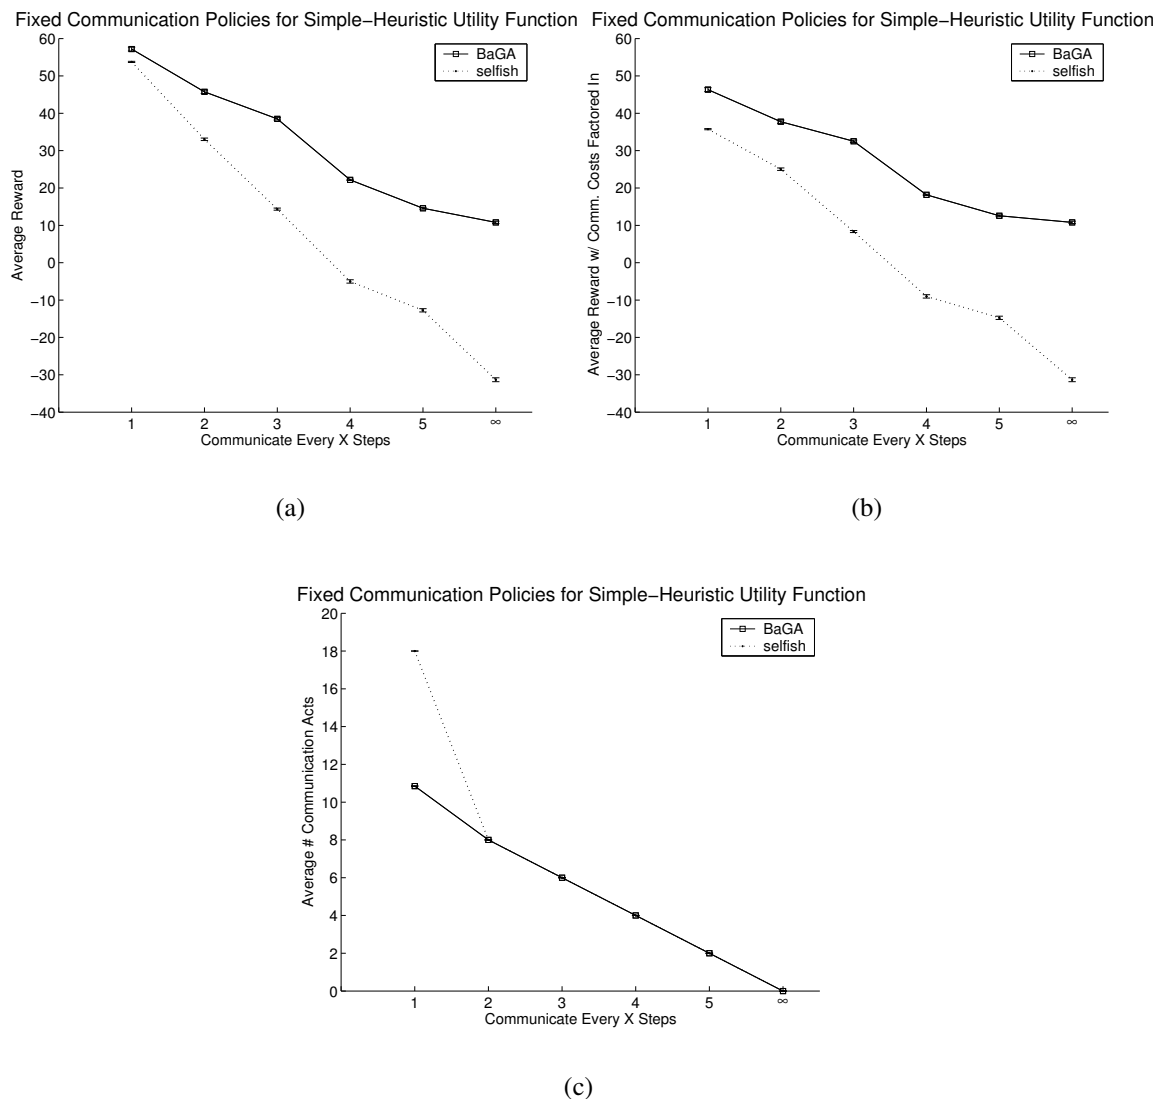 Fixed Communication Policies for Simple−Heuristic Utility Function
60
50
40
30
20
10
0
−10
−20
−30
−40
Average Reward
BaGA
selfish
1 2 3 4 5 ∞
Communicate Every X Steps
(a)
Fixed Communication Policies for Simple−Heuristic Utility Function
60
50
40
30
20
10
0
−10
−20
−30
−40
Average Reward w/ Comm. Costs Factored In
BaGA
selfish
1 2 3 4 5 ∞
Communicate Every X Steps
(b)
Fixed Communication Policies for Simple−Heuristic Utility Function
20
18
16
14
12
10
8
6
4
2
0
Average # Communication Acts
BaGA
selfish
1 2 3 4 5 ∞
Communicate Every X Steps
(c)